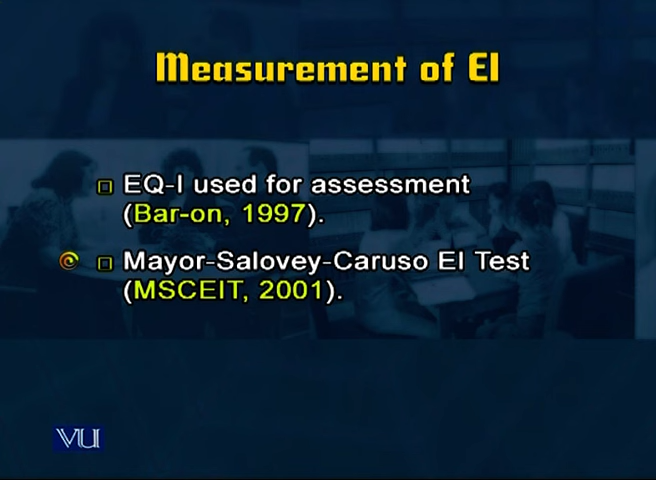 Measurement of EI
EQ-I used for assessment
(Bar-on, 1997).
Mayor-Salovey-Caruso EI Test
(MSCEIT, 2001).
VU